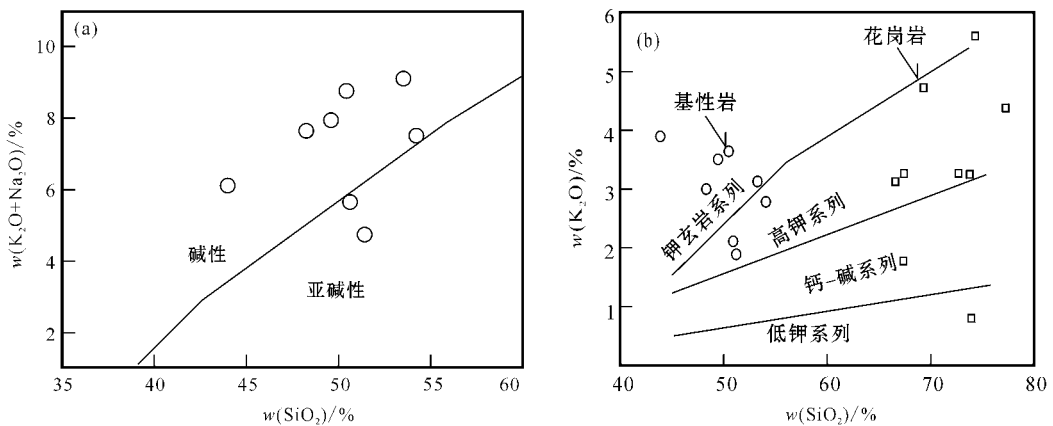 (a)
10
8
6
4
2
w(K₂O+Na₂O)/%
碱性
亚碱性
35
40
45
50
55
60
w(SiO₂)/%
(b)
6
5
4
3
2
1
w(K₂O)/%
花岗岩
基性岩
钾玄岩系列
高钾系列
钙-碱系列
低钾系列
40
50
60
70
80
w(SiO₂)/%